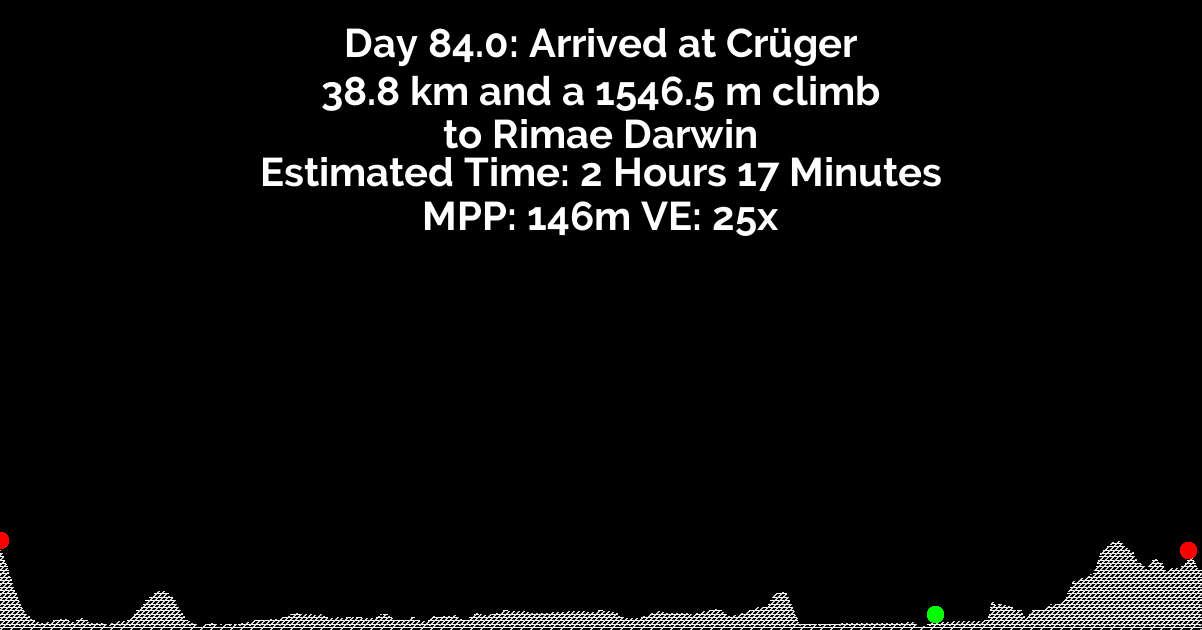 Day 84.0: Arrived at Crüger
38.8 km and a 1546.5 m climb
to Rimae Darwin
Estimated Time: 2 Hours 17 Minutes
MPP: 146m VE: 25x